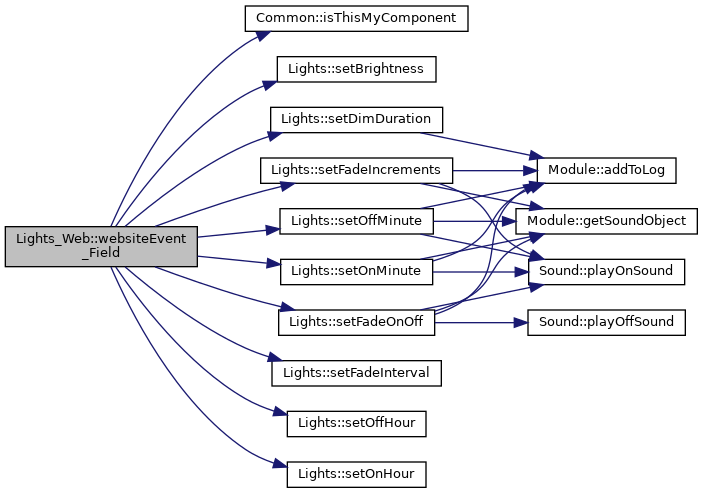 Common::isThisMyComponent
Lights::setBrightness
Lights::setDimDuration
Lights::setFadeIncrements
Module::addToLog
Lights::setOffMinute
Module::getSoundObject
Lights_Web::websiteEvent
_Field
Lights::setOnMinute
Sound::playOnSound
Lights::setFadeOnOff
Sound::playOffSound
Lights::setFadeInterval
Lights::setOffHour
Lights::setOnHour